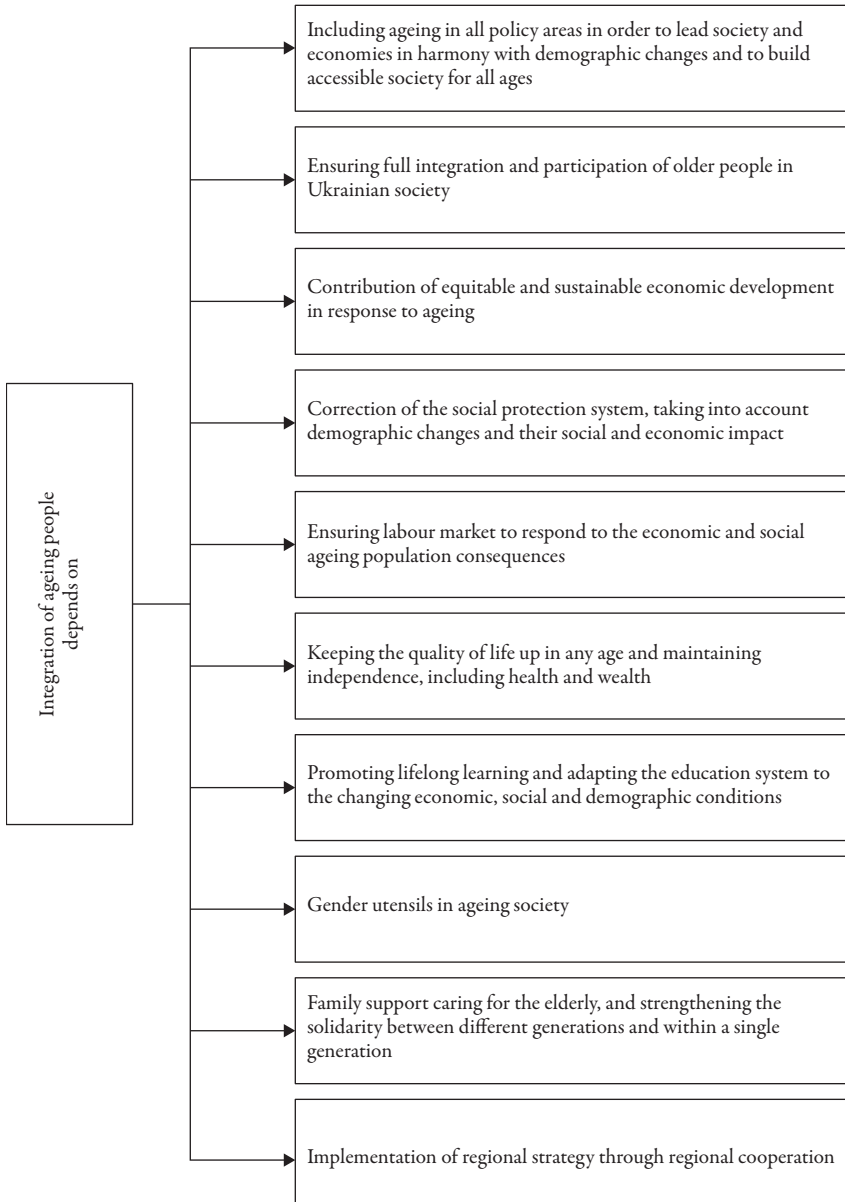 Integration of ageing people
depends on
Including ageing in all policy areas in order to lead society and
economies in harmony with demographic changes and to build
accessible society for all ages
Ensuring full integration and participation of older people in
Ukrainian society
Contribution of equitable and sustainable economic development
in response to ageing
Correction of the social protection system, taking into account
demographic changes and their social and economic impact
Ensuring labour market to respond to the economic and social
ageing population consequences
Keeping the quality of life up in any age and maintaining
independence, including health and wealth
Promoting lifelong learning and adapting the education system to
the changing economic, social and demographic conditions
Gender utensils in ageing society
Family support caring for the elderly, and strengthening the
solidarity between different generations and within a single
generation
Implementation of regional strategy through regional cooperation